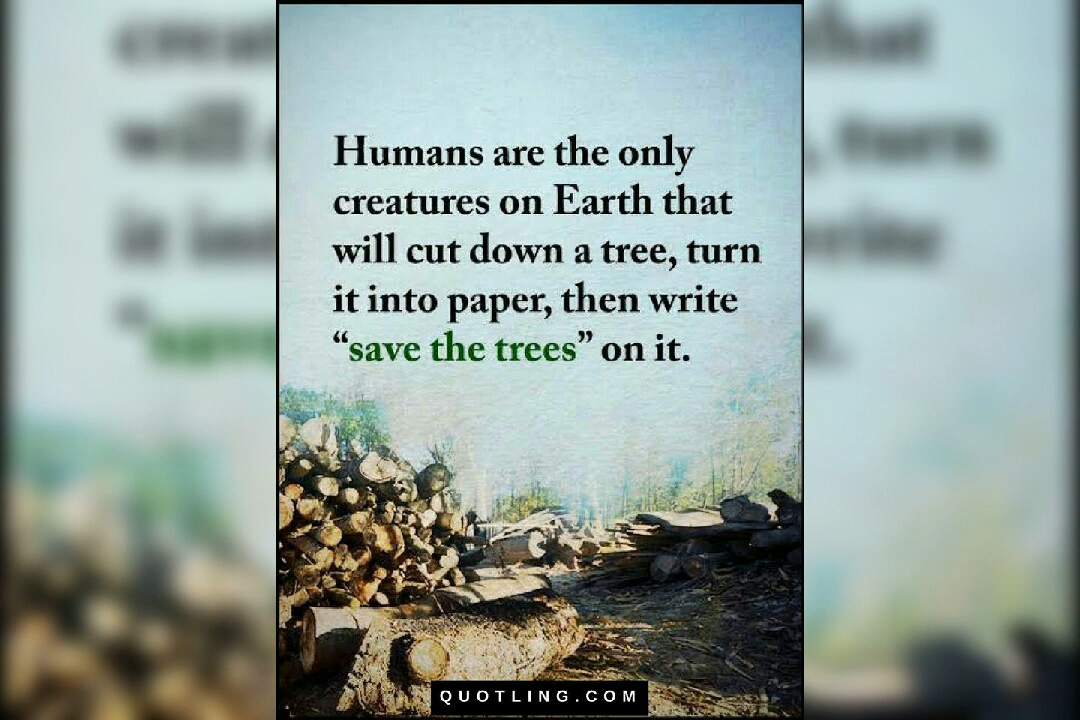 Humans are the only
creatures on Earth that
will cut down a tree, turn
it into paper, then write
“save the trees” on it.
QUOTLING.COM